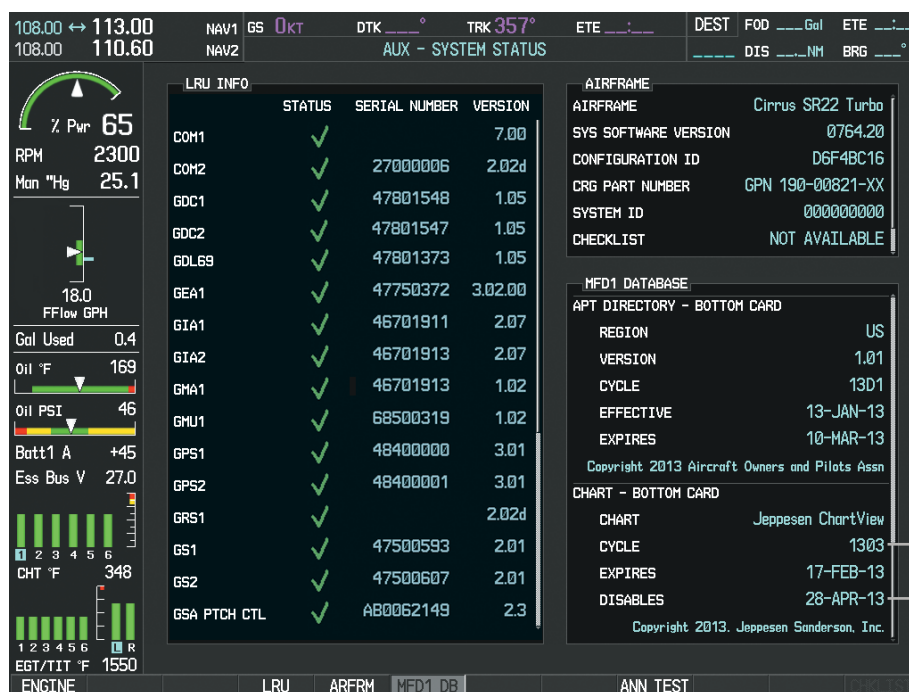 108.00 ↔ 113.00 NAV1 GS 0KT DTK ___° TRK 357° ETE __:__ DEST FOD ___Gal ETE __:__
108.00 110.60 NAV2 AUX - SYSTEM STATUS ____ DIS __._NM BRG ___°
% Pwr 65
RPM 2300
Man "Hg 25.1
18.0
FFlow GPH
Gal Used 0.4
Oil °F 169
Oil PSI 46
Batt1 A +45
Ess Bus V 27.0
1 2 3 4 5 6
CHT °F 348
1 2 3 4 5 6 L R
EGT/TIT °F 1550
LRU INFO
STATUS SERIAL NUMBER VERSION
COM1 ✓ 7.00
COM2 ✓ 27000006 2.02d
GDC1 ✓ 47801548 1.05
GDC2 ✓ 47801547 1.05
GDL69 ✓ 47801373 1.05
GEA1 ✓ 47750372 3.02.00
GIA1 ✓ 46701911 2.07
GIA2 ✓ 46701913 2.07
GMA1 ✓ 46701913 1.02
GMU1 ✓ 68500319 1.02
GPS1 ✓ 48400000 3.01
GPS2 ✓ 48400001 3.01
GRS1 ✓ 2.02d
GS1 ✓ 47500593 2.01
GS2 ✓ 47500607 2.01
GSA PTCH CTL ✓ AB0062149 2.3
AIRFRAME
AIRFRAME Cirrus SR22 Turbo
SYS SOFTWARE VERSION 0764.20
CONFIGURATION ID D6F4BC16
CRG PART NUMBER GPN 190-00821-XX
SYSTEM ID 000000000
CHECKLIST NOT AVAILABLE
MFD1 DATABASE
APT DIRECTORY - BOTTOM CARD
REGION US
VERSION 1.01
CYCLE 13D1
EFFECTIVE 13-JAN-13
EXPIRES 10-MAR-13
Copyright 2013 Aircraft Owners and Pilots Assn
CHART - BOTTOM CARD
CHART Jeppesen ChartView
CYCLE 1303
EXPIRES 17-FEB-13
DISABLES 28-APR-13
Copyright 2013. Jeppesen Sanderson, Inc.
ENGINE LRU ARFRM MFD1 DB ANN TEST CHKLIST